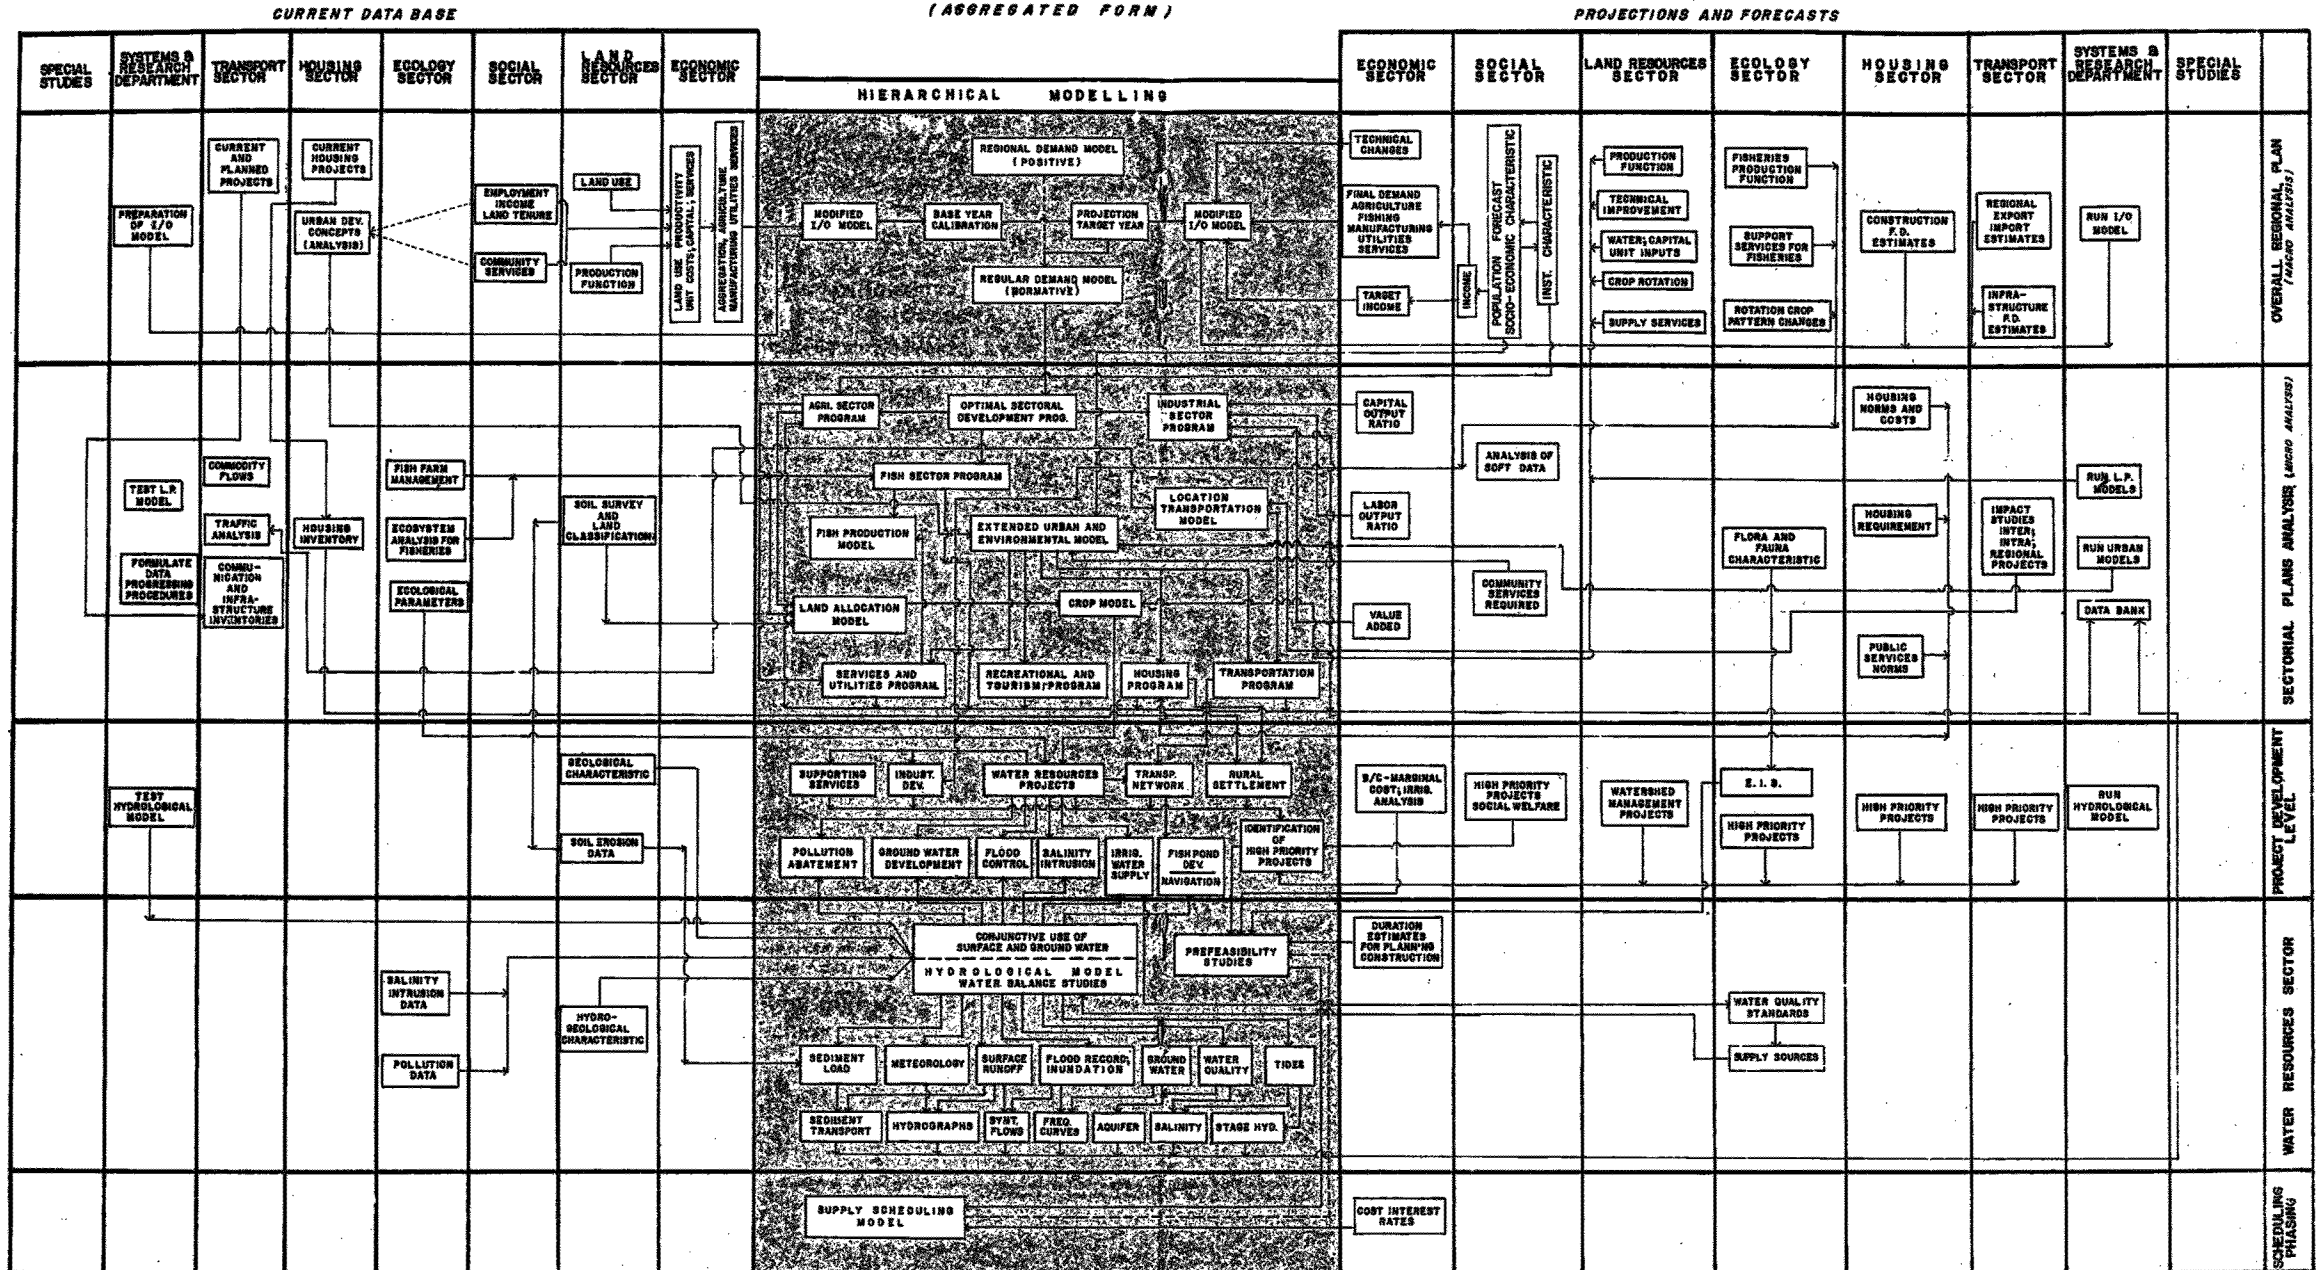 (AGGREGATED FORM)
CURRENT DATA BASE
PROJECTIONS AND FORECASTS
SPECIAL
STUDIES
SYSTEMS &
RESEARCH
DEPARTMENT
TRANSPORT
SECTOR
HOUSING
SECTOR
ECOLOGY
SECTOR
SOCIAL
SECTOR
LAND
RESOURCES
SECTOR
ECONOMIC
SECTOR
HIERARCHICAL MODELLING
ECONOMIC
SECTOR
SOCIAL
SECTOR
LAND RESOURCES
SECTOR
ECOLOGY
SECTOR
HOUSING
SECTOR
TRANSPORT
SECTOR
SYSTEMS &
RESEARCH
DEPARTMENT
SPECIAL
STUDIES
OVERALL REGIONAL PLAN
(MACRO ANALYSIS)
PREPARATION
OF I/O
MODEL
CURRENT
AND
PLANNED
PROJECTS
CURRENT
HOUSING
PROJECTS
URBAN DEV.
CONCEPTS
(ANALYSIS)
EMPLOYMENT
INCOME
LAND TENURE
COMMUNITY
SERVICES
LAND USE
PRODUCTION
FUNCTION
LAND USE PRODUCTIVITY
UNIT COSTS; CAPITAL; SERVICES
AGGREGATION, AGRICULTURE
MANUFACTURING UTILITIES SERVICES
REGIONAL DEMAND MODEL
(POSITIVE)
MODIFIED
I/O MODEL
BASE YEAR
CALIBRATION
PROJECTION
TARGET YEAR
MODIFIED
I/O MODEL
REGULAR DEMAND MODEL
(NORMATIVE)
TECHNICAL
CHANGES
FINAL DEMAND
AGRICULTURE
FISHING
MANUFACTURING
UTILITIES
SERVICES
TARGET
INCOME
INCOME
POPULATION FORECAST
SOCIO-ECONOMIC CHARACTERISTIC
INST. CHARACTERISTIC
PRODUCTION
FUNCTION
TECHNICAL
IMPROVEMENT
WATER; CAPITAL
UNIT INPUTS
CROP ROTATION
SUPPLY SERVICES
FISHERIES
PRODUCTION
FUNCTION
SUPPORT
SERVICES FOR
FISHERIES
ROTATION CROP
PATTERN CHANGES
CONSTRUCTION
F.D.
ESTIMATES
REGIONAL
EXPORT
IMPORT
ESTIMATES
INFRA-
STRUCTURE
F.D.
ESTIMATES
RUN I/O
MODEL
SECTORIAL PLANS ANALYSIS, (MICRO ANALYSIS)
TEST L.P.
MODEL
FORMULATE
DATA
PROGRESSING
PROCEDURES
COMMODITY
FLOWS
TRAFFIC
ANALYSIS
COMMU-
NICATION
AND
INFRA-
STRUCTURE
INVENTORIES
HOUSING
INVENTORY
FISH FARM
MANAGEMENT
ECOSYSTEM
ANALYSIS FOR
FISHERIES
ECOLOGICAL
PARAMETERS
SOIL SURVEY
AND
LAND
CLASSIFICATION
AGRI. SECTOR
PROGRAM
OPTIMAL SECTORAL
DEVELOPMENT PROG.
INDUSTRIAL
SECTOR
PROGRAM
FISH SECTOR PROGRAM
LOCATION
TRANSPORTATION
MODEL
FISH PRODUCTION
MODEL
EXTENDED URBAN AND
ENVIRONMENTAL MODEL
LAND ALLOCATION
MODEL
CROP MODEL
SERVICES AND
UTILITIES PROGRAM.
RECREATIONAL AND
TOURISM; PROGRAM
HOUSING
PROGRAM
TRANSPORTATION
PROGRAM
CAPITAL
OUTPUT
RATIO
LABOR
OUTPUT
RATIO
VALUE
ADDED
ANALYSIS OF
SOFT DATA
COMMUNITY
SERVICES
REQUIRED
FLORA AND
FAUNA
CHARACTERISTIC
HOUSING
NORMS AND
COSTS
HOUSING
REQUIREMENT
PUBLIC
SERVICES
NORMS
IMPACT
STUDIES
INTER;
INTRA;
REGIONAL
PROJECTS
RUN L.P.
MODELS
RUN URBAN
MODELS
DATA BANK
PROJECT DEVELOPMENT
LEVEL
TEST
HYDROLOGICAL
MODEL
GEOLOGICAL
CHARACTERISTIC
SOIL EROSION
DATA
SUPPORTING
SERVICES
INDUST.
DEV.
WATER RESOURCES
PROJECTS
TRANSP.
NETWORK
RURAL
SETTLEMENT
POLLUTION
ABATEMENT
GROUND WATER
DEVELOPMENT
FLOOD
CONTROL
SALINITY
INTRUSION
IRRIG.
WATER
SUPPLY
FISH POND
DEV.
NAVIGATION
IDENTIFICATION
OF
HIGH PRIORITY
PROJECTS
B/C-MARGINAL
COST; IRRIG.
ANALYSIS
HIGH PRIORITY
PROJECTS
SOCIAL WELFARE
WATERSHED
MANAGEMENT
PROJECTS
E.I.S.
HIGH PRIORITY
PROJECTS
HIGH PRIORITY
PROJECTS
HIGH PRIORITY
PROJECTS
RUN
HYDROLOGICAL
MODEL
WATER RESOURCES SECTOR
SALINITY
INTRUSION
DATA
POLLUTION
DATA
HYDRO-
GEOLOGICAL
CHARACTERISTIC
CONJUNCTIVE USE OF
SURFACE AND GROUND WATER
HYDROLOGICAL MODEL
WATER BALANCE STUDIES
PREFEASIBILITY
STUDIES
SEDIMENT
LOAD
METEOROLOGY
SURFACE
RUNOFF
FLOOD RECORD;
INUNDATION
GROUND
WATER
WATER
QUALITY
TIDES
SEDIMENT
TRANSPORT
HYDROGRAPHS
SYNT.
FLOWS
FREQ.
CURVES
AQUIFER
SALINITY
STAGE HYD.
DURATION
ESTIMATES
FOR PLANNING
CONSTRUCTION
WATER QUALITY
STANDARDS
SUPPLY SOURCES
SCHEDULING
PHASING
SUPPLY SCHEDULING
MODEL
COST INTEREST
RATES